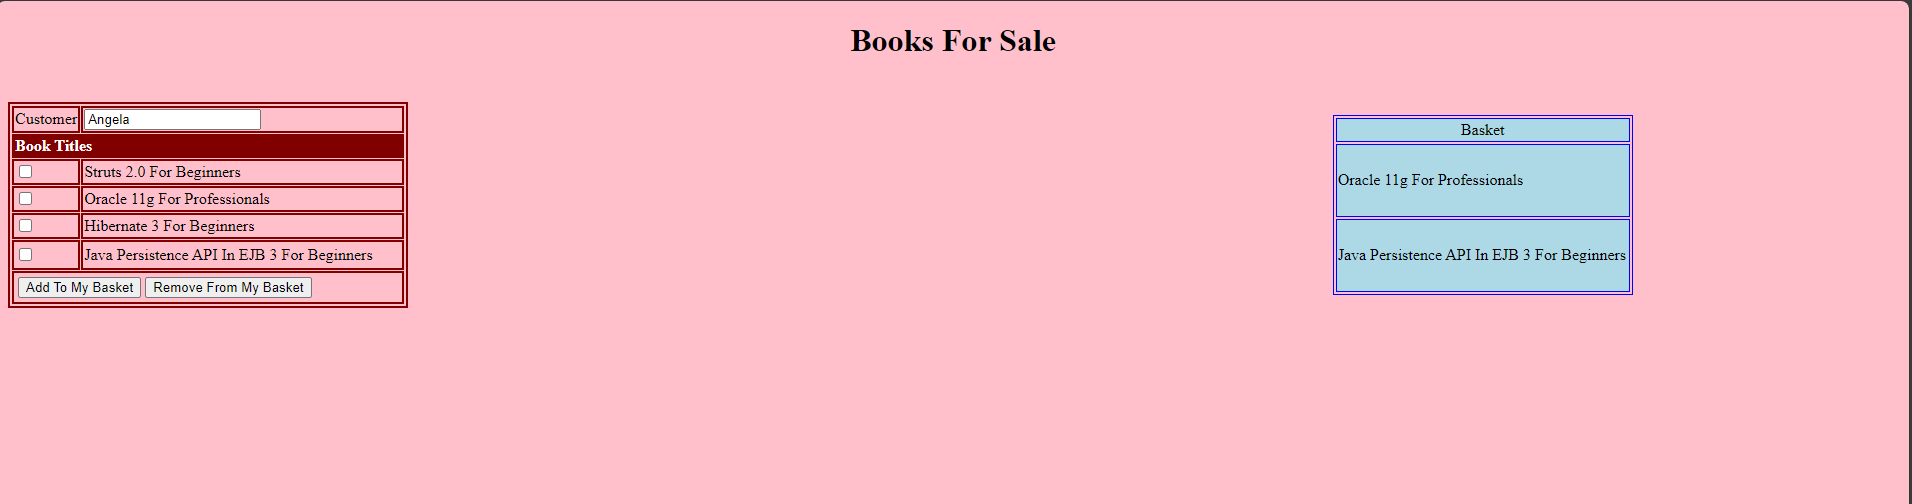 Books For Sale
Customer Angela
Book Titles
Struts 2.0 For Beginners
Oracle 11g For Professionals
Hibernate 3 For Beginners
Java Persistence API In EJB 3 For Beginners
Add To My Basket Remove From My Basket
Basket
Oracle 11g For Professionals
Java Persistence API In EJB 3 For Beginners